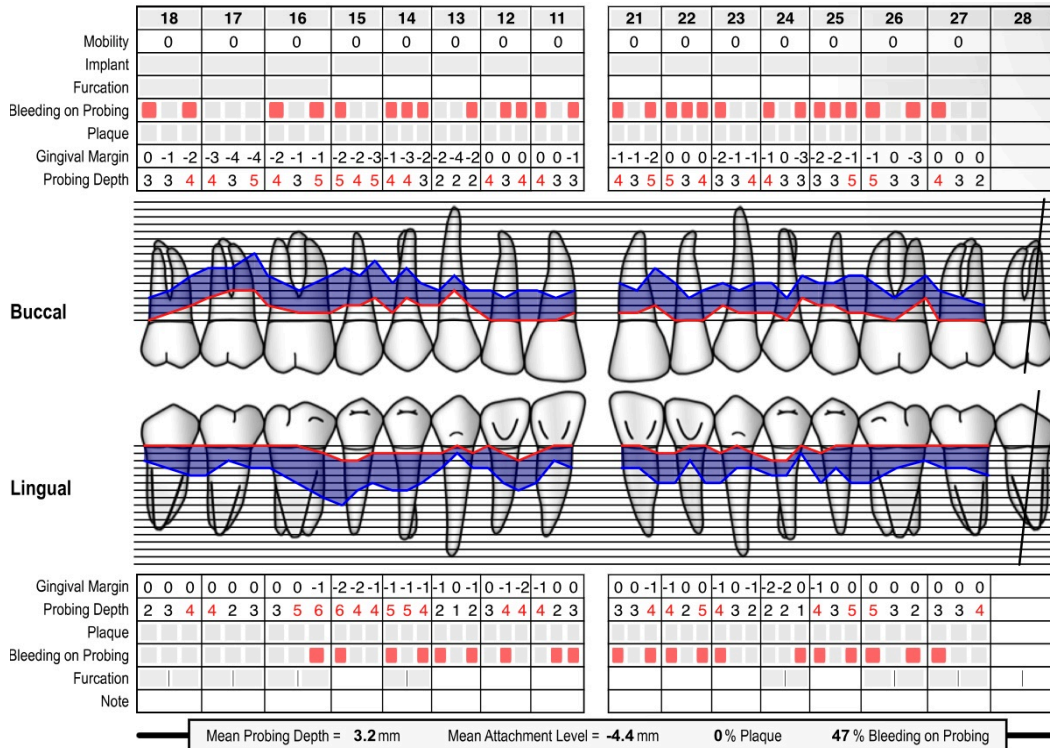 18 17 16 15 14 13 12 11 21 22 23 24 25 26 27 28
Mobility 0 0 0 0 0 0 0 0 0 0 0 0 0 0 0
Implant
Furcation
Bleeding on Probing
Plaque
Gingival Margin 0 -1 -2 -3 -4 -4 -2 -1 -1 -2 -2 -3 -1 -3 -2 -2 -4 -2 0 0 0 0 0 -1 -1 -1 -2 0 0 0 -2 -1 -1 -1 0 -3 -2 -2 -1 -1 0 -3 0 0 0
Probing Depth 3 3 4 4 3 5 4 3 5 5 4 5 4 4 3 2 2 2 4 3 4 4 3 3 4 3 5 5 3 4 3 3 4 4 3 3 3 3 5 5 3 3 4 3 2
Buccal
Lingual
Gingival Margin 0 0 0 0 0 0 0 0 -1 -2 -2 -1 -1 -1 -1 -1 0 -1 0 -1 -2 -1 0 0 0 0 -1 -1 0 0 -1 0 -1 -2 -2 0 -1 0 0 0 0 0 0 0 0
Probing Depth 2 3 4 4 2 3 3 5 6 6 4 4 5 5 4 2 1 2 3 4 4 4 2 3 3 3 4 4 2 5 4 3 2 2 2 1 4 3 5 5 3 2 3 3 4
Plaque
Bleeding on Probing
Furcation
Note
Mean Probing Depth = 3.2 mm Mean Attachment Level = -4.4 mm 0 % Plaque 47 % Bleeding on Probing